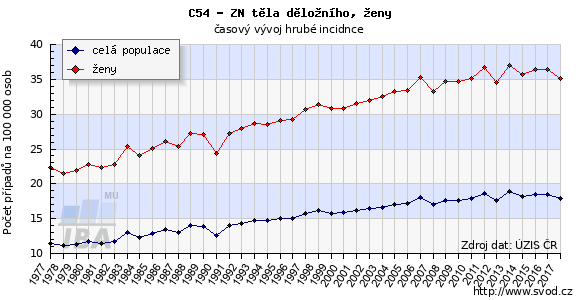 C54 - ZN těla děložního, ženy
časový vývoj hrubé incidnce
Počet případů na 100 000 osob
40
35
30
25
20
15
10
celá populace
ženy
MU
IBA
Zdroj dat: ÚZIS ČR
1977 1978 1979 1980 1981 1982 1983 1984 1985 1986 1987 1988 1989 1990 1991 1992 1993 1994 1995 1996 1997 1998 1999 2000 2001 2002 2003 2004 2005 2006 2007 2008 2009 2010 2011 2012 2013 2014 2015 2016 2017
http://www.svod.cz